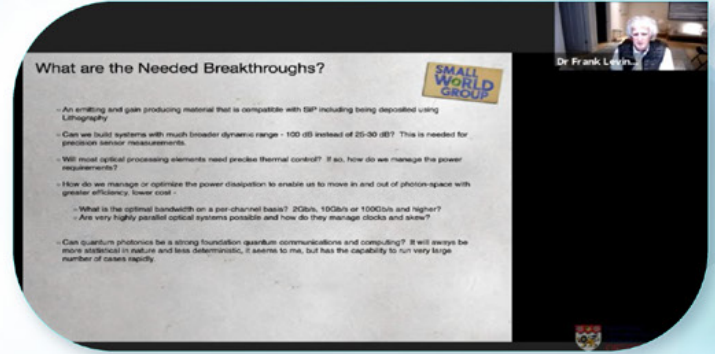 What are the Needed Breakthroughs?
SMALL
WORLD
GROUP
Dr Frank Levin...
- An emitting and gain producing material that is compatible with SiP including being deposited using
Lithography
- Can we build systems with much broader dynamic range - 100 dB instead of 25-30 dB? This is needed for
precision sensor measurements.
- Will most optical processing elements need precise thermal control? If so, how do we manage the power
requirements?
- How do we manage or optimize the power dissipation to enable us to move in and out of photon-space with
greater efficiency, lower cost -
- What is the optimal bandwidth on a per-channel basis? 2Gb/s, 10Gb/s or 100Gb/s and higher?
- Are very highly parallel optical systems possible and how do they manage clocks and skew?
- Can quantum photonics be a strong foundation quantum communications and computing? It will always be
more statistical in nature and less deterministic, it seems to me, but has the capability to run very large
number of cases rapidly.